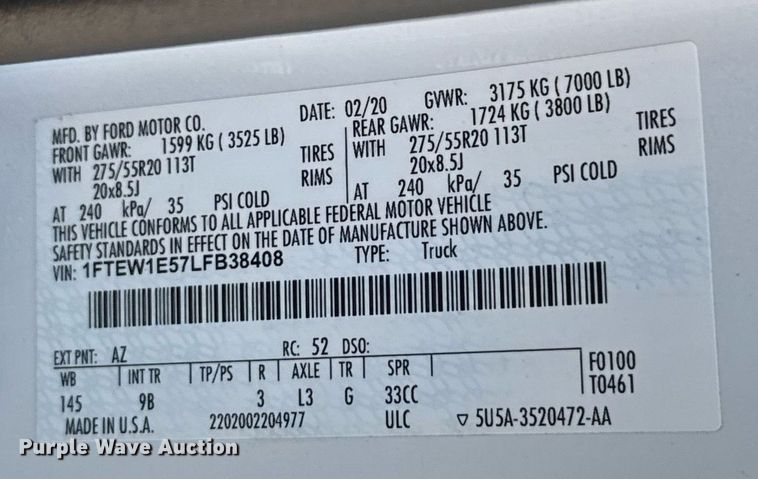 MFD. BY FORD MOTOR CO. DATE: 02/20 GVWR: 3175 KG ( 7000 LB)
FRONT GAWR: 1599 KG ( 3525 LB) REAR GAWR: 1724 KG ( 3800 LB)
WITH 275/55R20 113T TIRES WITH 275/55R20 113T TIRES
20x8.5J RIMS 20x8.5J RIMS
AT 240 kPa/ 35 PSI COLD AT 240 kPa/ 35 PSI COLD
THIS VEHICLE CONFORMS TO ALL APPLICABLE FEDERAL MOTOR VEHICLE
SAFETY STANDARDS IN EFFECT ON THE DATE OF MANUFACTURE SHOWN ABOVE.
VIN: 1FTEW1E57LFB38408 TYPE: Truck
EXT PNT: AZ RC: 52 DSO:
WB INT TR TP/PS R AXLE TR SPR F0100
145 9B 3 L3 G 33CC T0461
MADE IN U.S.A. 2202002204977 ULC ▽ 5U5A-3520472-AA
Purple Wave Auction